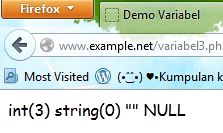 Firefox
Demo Variabel
www.example.net/variabel3.ph
Most Visited (•̃͡-̮•̃͡) ♥•Kumpulan k
int(3) string(0) "" NULL